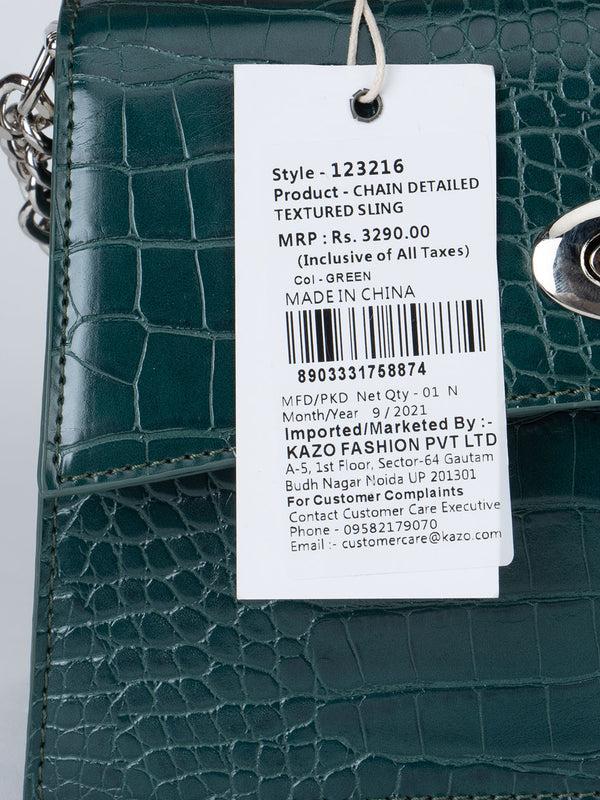 Style - 123216
Product - CHAIN DETAILED
TEXTURED SLING
MRP : Rs. 3290.00
(Inclusive of All Taxes)
Col - GREEN
MADE IN CHINA
8903331758874
MFD/PKD Net Qty - 01 N
Month/Year 9 / 2021
Imported/Marketed By :-
KAZO FASHION PVT LTD
A-5, 1st Floor, Sector-64 Gautam
Budh Nagar Noida UP 201301
For Customer Complaints
Contact Customer Care Executive
Phone - 09582179070
Email :- customercare@kazo.com